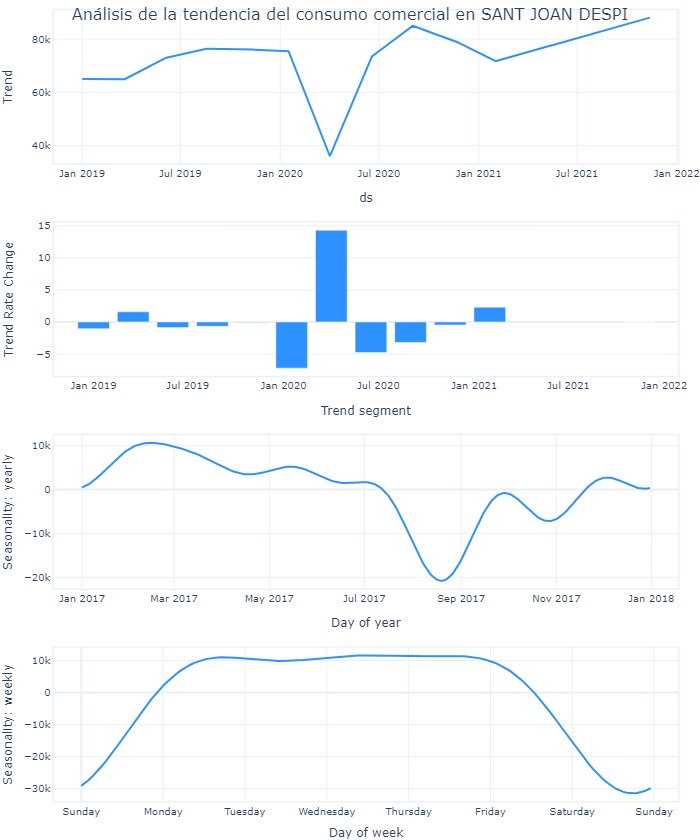 Análisis de la tendencia del consumo comercial en SANT JOAN DESPI
80k
60k
40k
Trend
Jan 2019 Jul 2019 Jan 2020 Jul 2020 Jan 2021 Jul 2021 Jan 2022
ds
15
10
5
0
−5
Trend Rate Change
Jan 2019 Jul 2019 Jan 2020 Jul 2020 Jan 2021 Jul 2021 Jan 2022
Trend segment
10k
0
−10k
−20k
Seasonality: yearly
Jan 2017 Mar 2017 May 2017 Jul 2017 Sep 2017 Nov 2017 Jan 2018
Day of year
10k
0
−10k
−20k
−30k
Seasonality: weekly
Sunday Monday Tuesday Wednesday Thursday Friday Saturday Sunday
Day of week